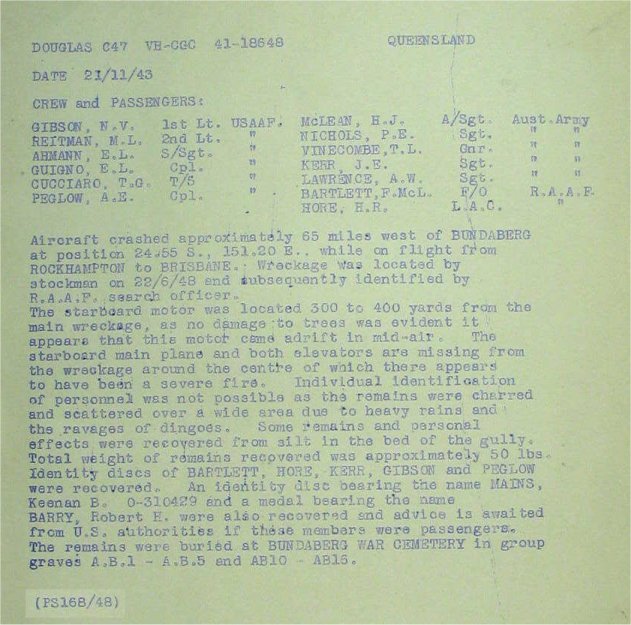 DOUGLAS C47 VH-CGC 41-18648 QUEENSLAND
DATE 21/11/43
CREW and PASSENGERS:
GIBSON, N.V. 1st Lt. USAAF. McLEAN, H.J. A/Sgt. Aust.Army
REITMAN, M.L. 2nd Lt. " NICHOLS, P.E. Sgt. " "
AHMANN, E.L. S/Sgt. " VINECOMBE,T.L. Gnr. " "
GUIGNO, E.L. Cpl. " KERR, J.E. Sgt. " "
CUCCIARO, T.G. T/5 " LAWRENCE, A.W. Sgt. " "
PEGLOW, A.E. Cpl. " BARTLETT,F.McL. F/O R.A.A.F.
HORE, H.R. L.A.C. "
Aircraft crashed approximately 65 miles west of BUNDABERG
at position 24.55 S., 151.20 E., while on flight from
ROCKHAMPTON to BRISBANE. Wreckage was located by
stockman on 22/6/48 and subsequently identified by
R.A.A.F. search officer.
The starboard motor was located 300 to 400 yards from the
main wreckage, as no damage to trees was evident it
appears that this motor came adrift in mid-air. The
starboard main plane and both elevators are missing from
the wreckage around the centre of which there appears
to have been a severe fire. Individual identification
of personnel was not possible as the remains were charred
and scattered over a wide area due to heavy rains and
the ravages of dingoes. Some remains and personal
effects were recovered from silt in the bed of the gully.
Total weight of remains recovered was approximately 50 lbs.
Identity discs of BARTLETT, HORE, KERR, GIBSON and PEGLOW
were recovered. An identity disc bearing the name MAINS,
Keenan B. O-310429 and a medal bearing the name
BARRY, Robert H. were also recovered and advice is awaited
from U.S. authorities if these members were passengers.
The remains were buried at BUNDABERG WAR CEMETERY in group
graves A.B.1 - A.B.5 and AB10 - AB16.
(PS168/48)